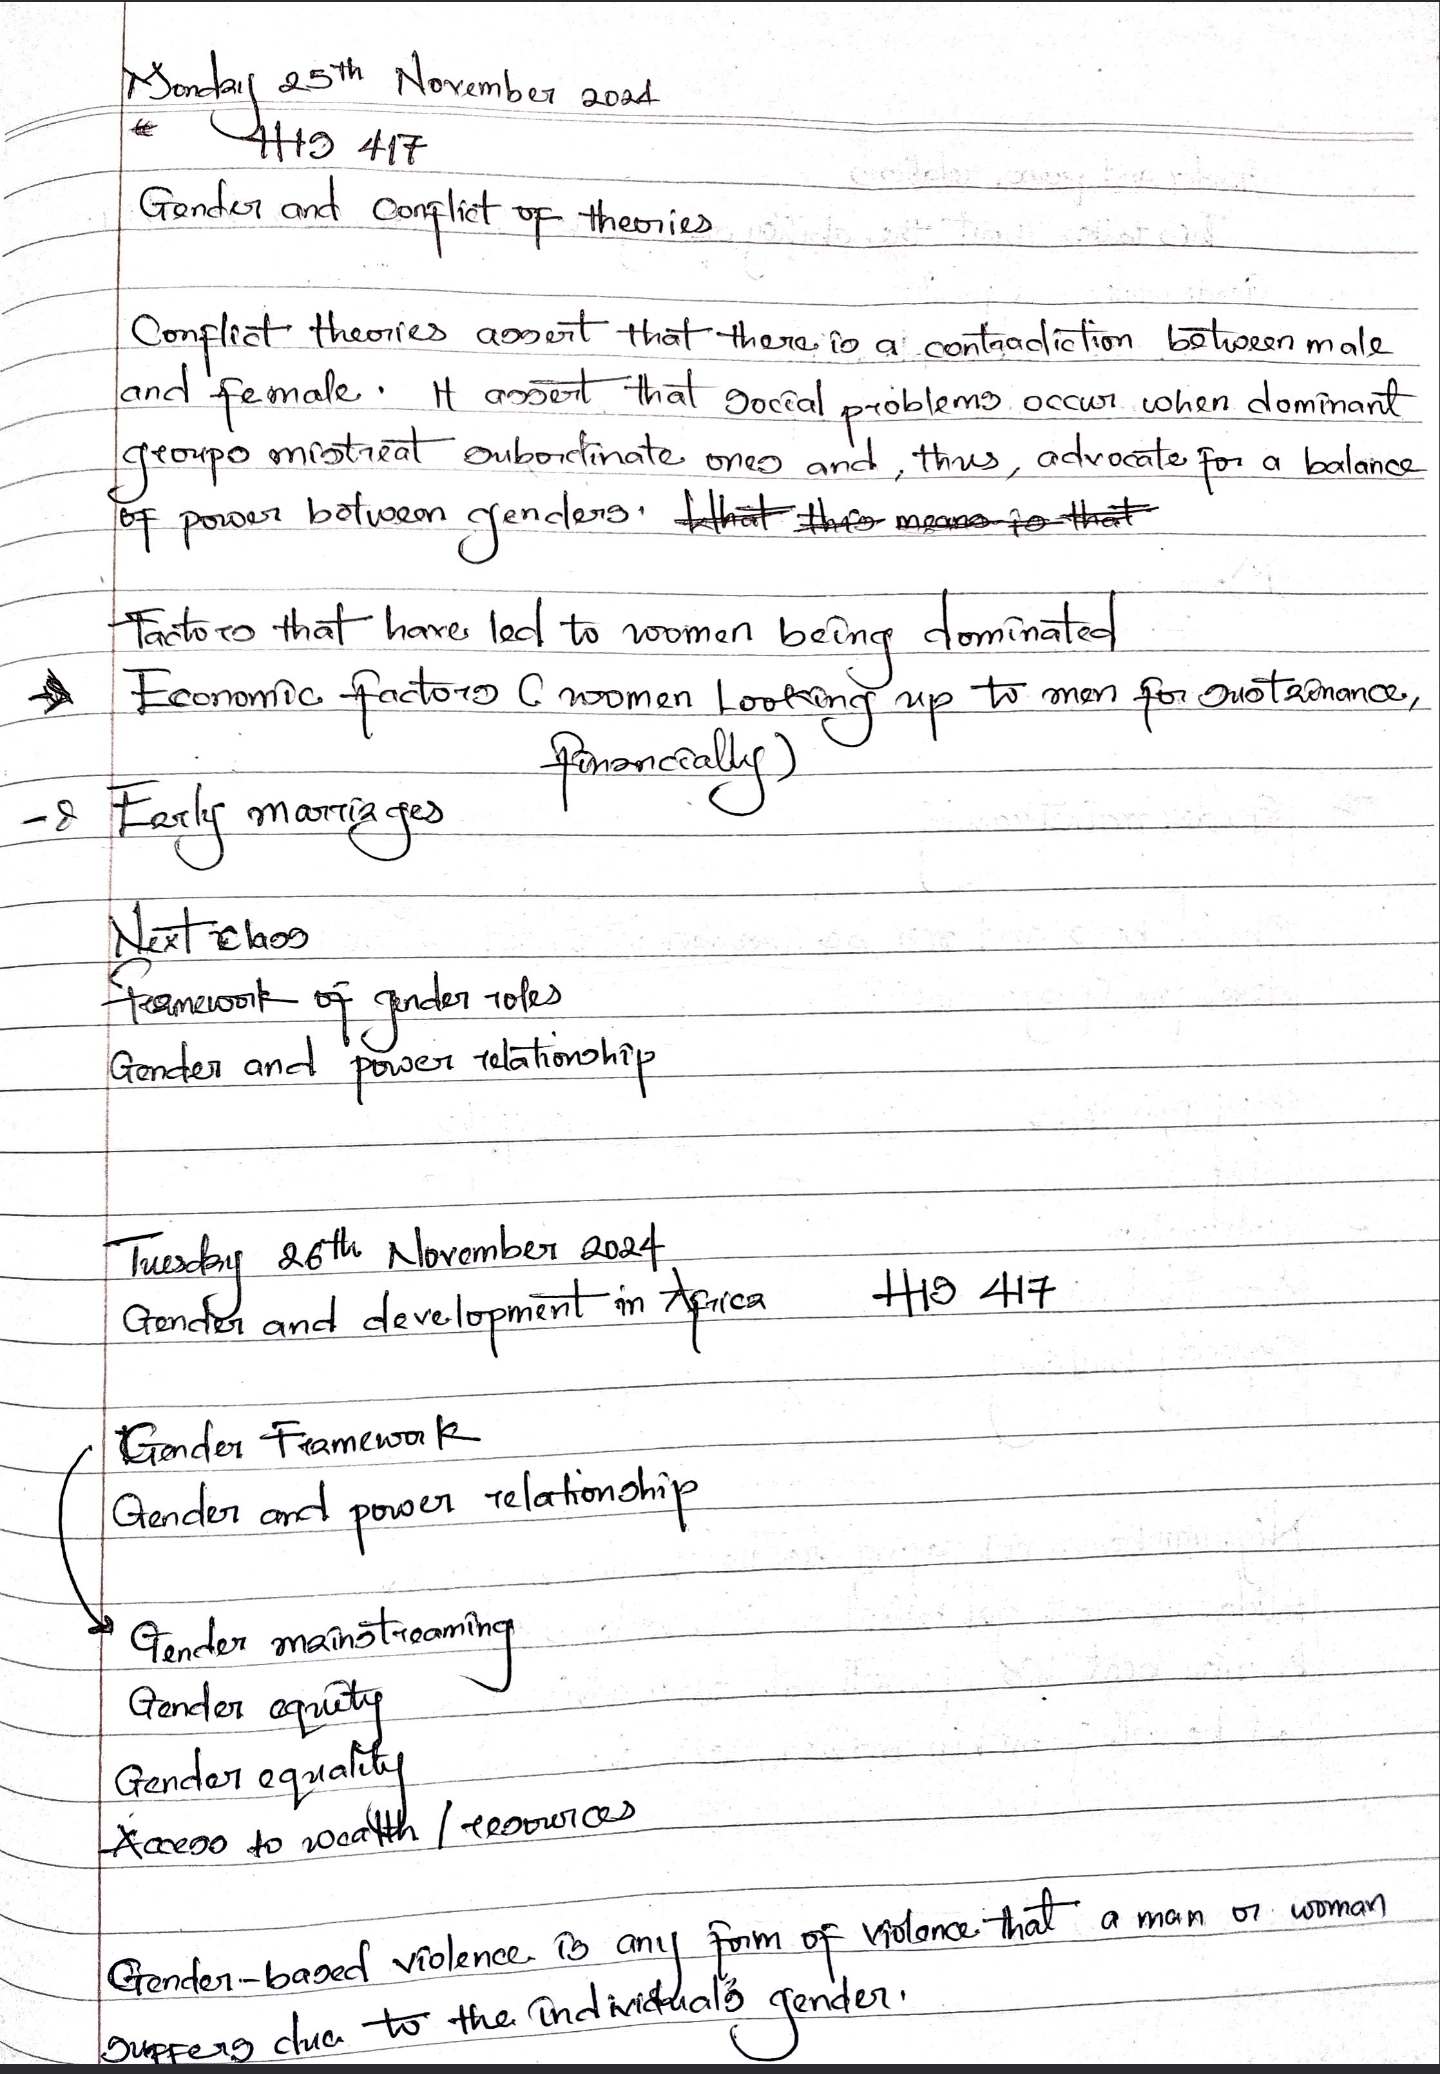 Monday 25th November 2024
HIS 417
Gender and Conflict of theories
Conflict theories assert that there is a contradiction between male
and female. It assert that social problems occur when dominant
groups mistreat subordinate ones and, thus, advocate for a balance
of power between genders. What this means is that
Factors that have led to women being dominated
→ Economic factors (women Looking up to men for sustainance,
financially)
Early marriages
Next class
Framework of gender roles
Gender and power relationship
Tuesday 26th November 2024
Gender and development in Africa HIS 417
Gender Framework
Gender and power relationship
Gender mainstreaming
Gender equity
Gender equality
Access to wealth / resources
Gender-based violence is any form of violence that a man or woman
suffers due to the individual's gender.